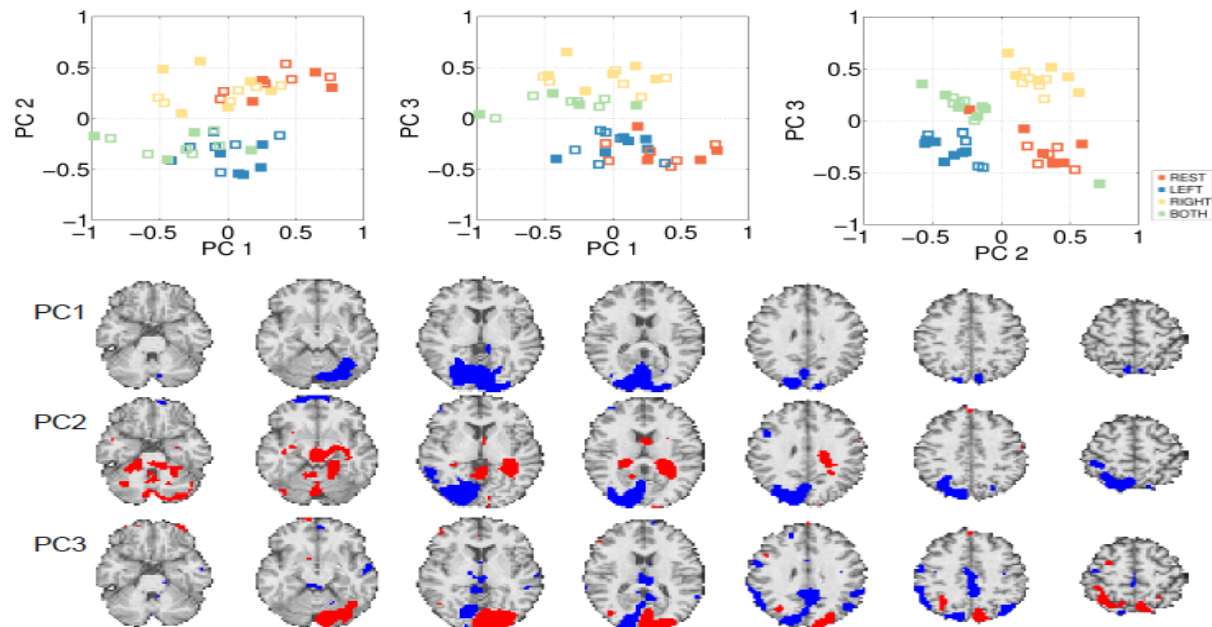 1 1 1
0.5 0.5 0.5
PC 2 0 PC 3 0 PC 3 0
−0.5 −0.5 −0.5
−1 −1 −1
−1 −0.5 0 0.5 1 −1 −0.5 0 0.5 1 −1 −0.5 0 0.5 1
PC 1 PC 1 PC 2
REST
LEFT
RIGHT
BOTH
PC1
PC2
PC3